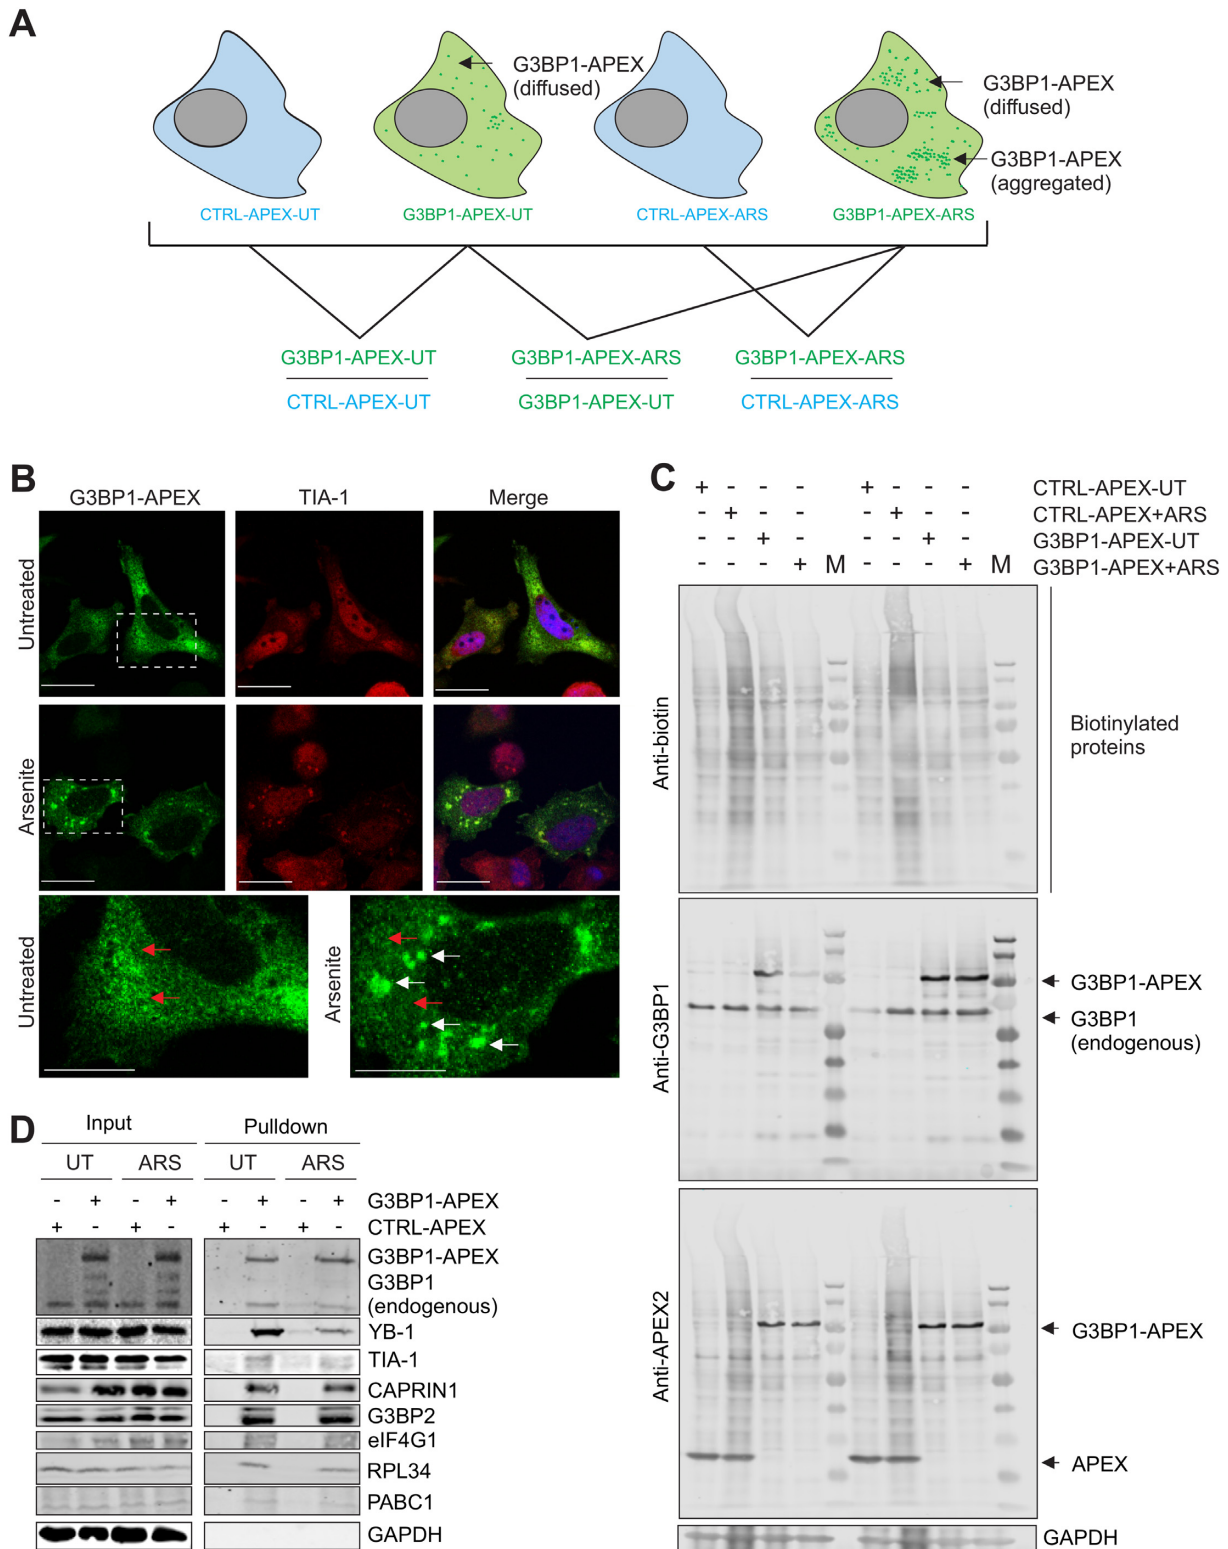 A
G3BP1-APEX
(diffused)
G3BP1-APEX
(diffused)
G3BP1-APEX
(aggregated)
CTRL-APEX-UT
G3BP1-APEX-UT
CTRL-APEX-ARS
G3BP1-APEX-ARS
G3BP1-APEX-UT
CTRL-APEX-UT
G3BP1-APEX-ARS
G3BP1-APEX-UT
G3BP1-APEX-ARS
CTRL-APEX-ARS
B
G3BP1-APEX TIA-1 Merge
Untreated
Arsenite
Untreated
Arsenite
C
+ - - - + - - - CTRL-APEX-UT
- + - - - + - - CTRL-APEX+ARS
- - + - - - + - G3BP1-APEX-UT
- - - + M - - - + M G3BP1-APEX+ARS
Anti-biotin
Biotinylated
proteins
Anti-G3BP1
G3BP1-APEX
G3BP1
(endogenous)
Anti-APEX2
G3BP1-APEX
APEX
GAPDH
D
Input Pulldown
UT ARS UT ARS
- + - + - + - + G3BP1-APEX
+ - + - + - + - CTRL-APEX
G3BP1-APEX
G3BP1
(endogenous)
YB-1
TIA-1
CAPRIN1
G3BP2
eIF4G1
RPL34
PABC1
GAPDH